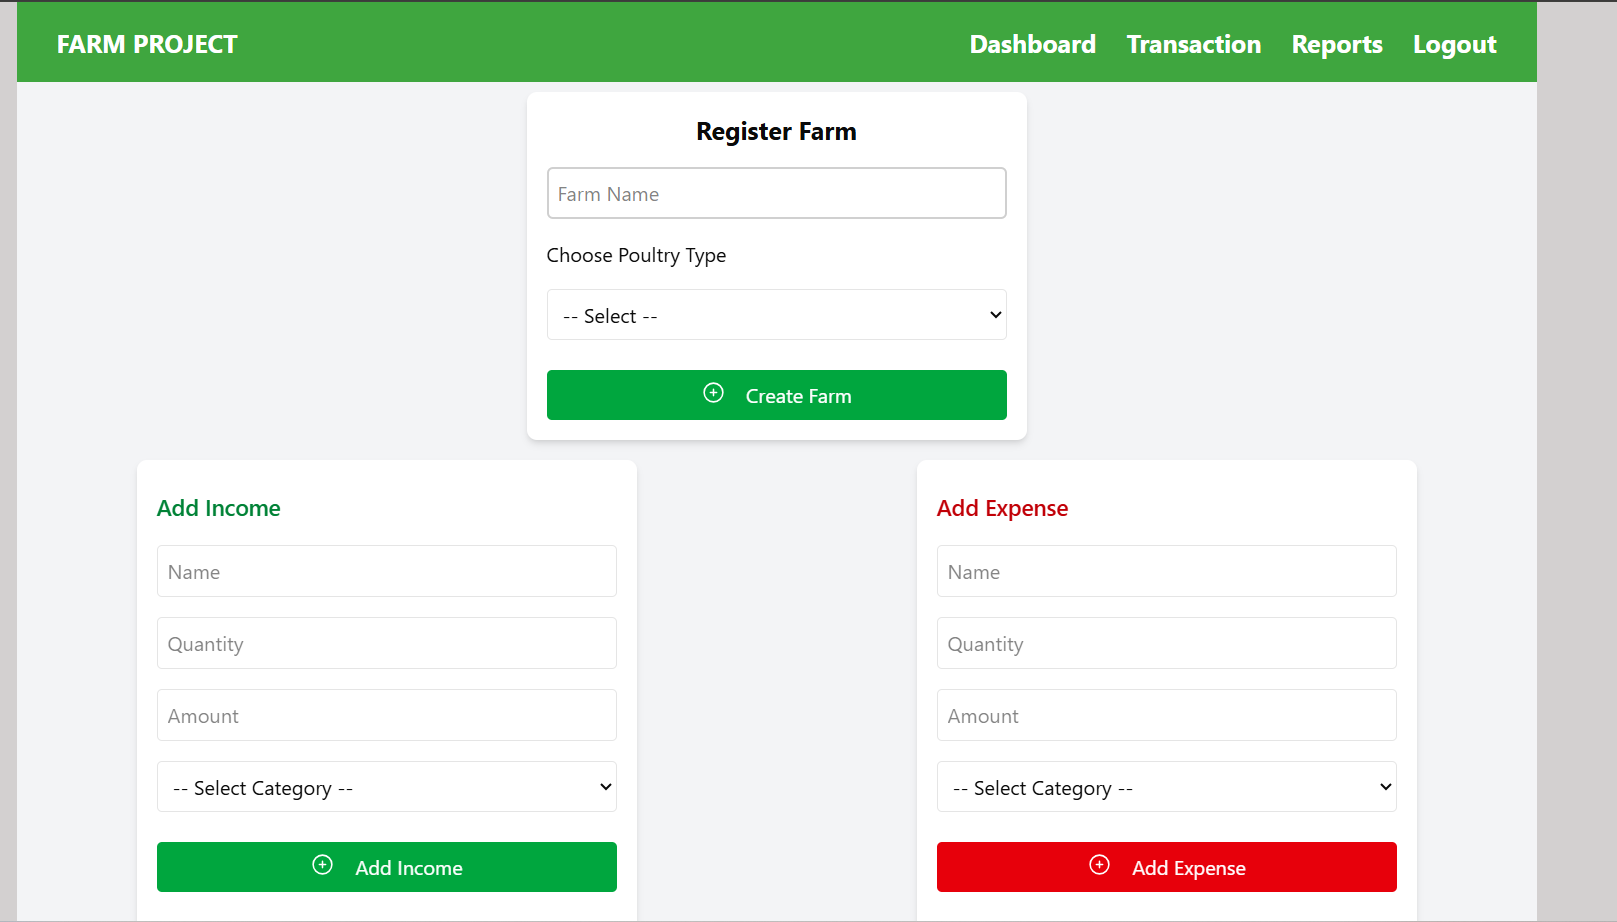 FARM PROJECT
Dashboard Transaction Reports Logout
Register Farm
Farm Name
Choose Poultry Type
-- Select --
Create Farm
Add Income
Name
Quantity
Amount
-- Select Category --
Add Income
Add Expense
Name
Quantity
Amount
-- Select Category --
Add Expense